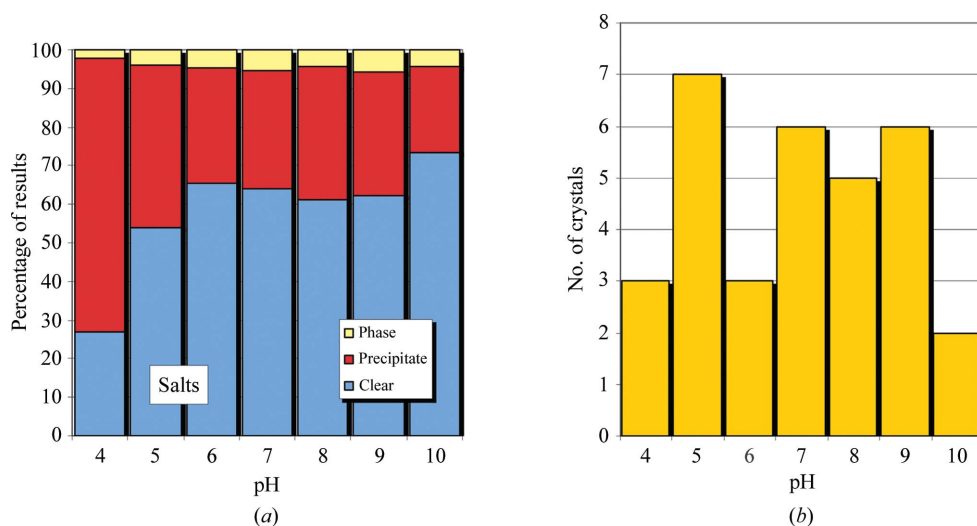 100
90
80
70
60
50
40
30
20
10
0
Percentage of results
Phase
Precipitate
Clear
Salts
4 5 6 7 8 9 10
pH
(a)
8
7
6
5
4
3
2
1
0
No. of crystals
4 5 6 7 8 9 10
pH
(b)